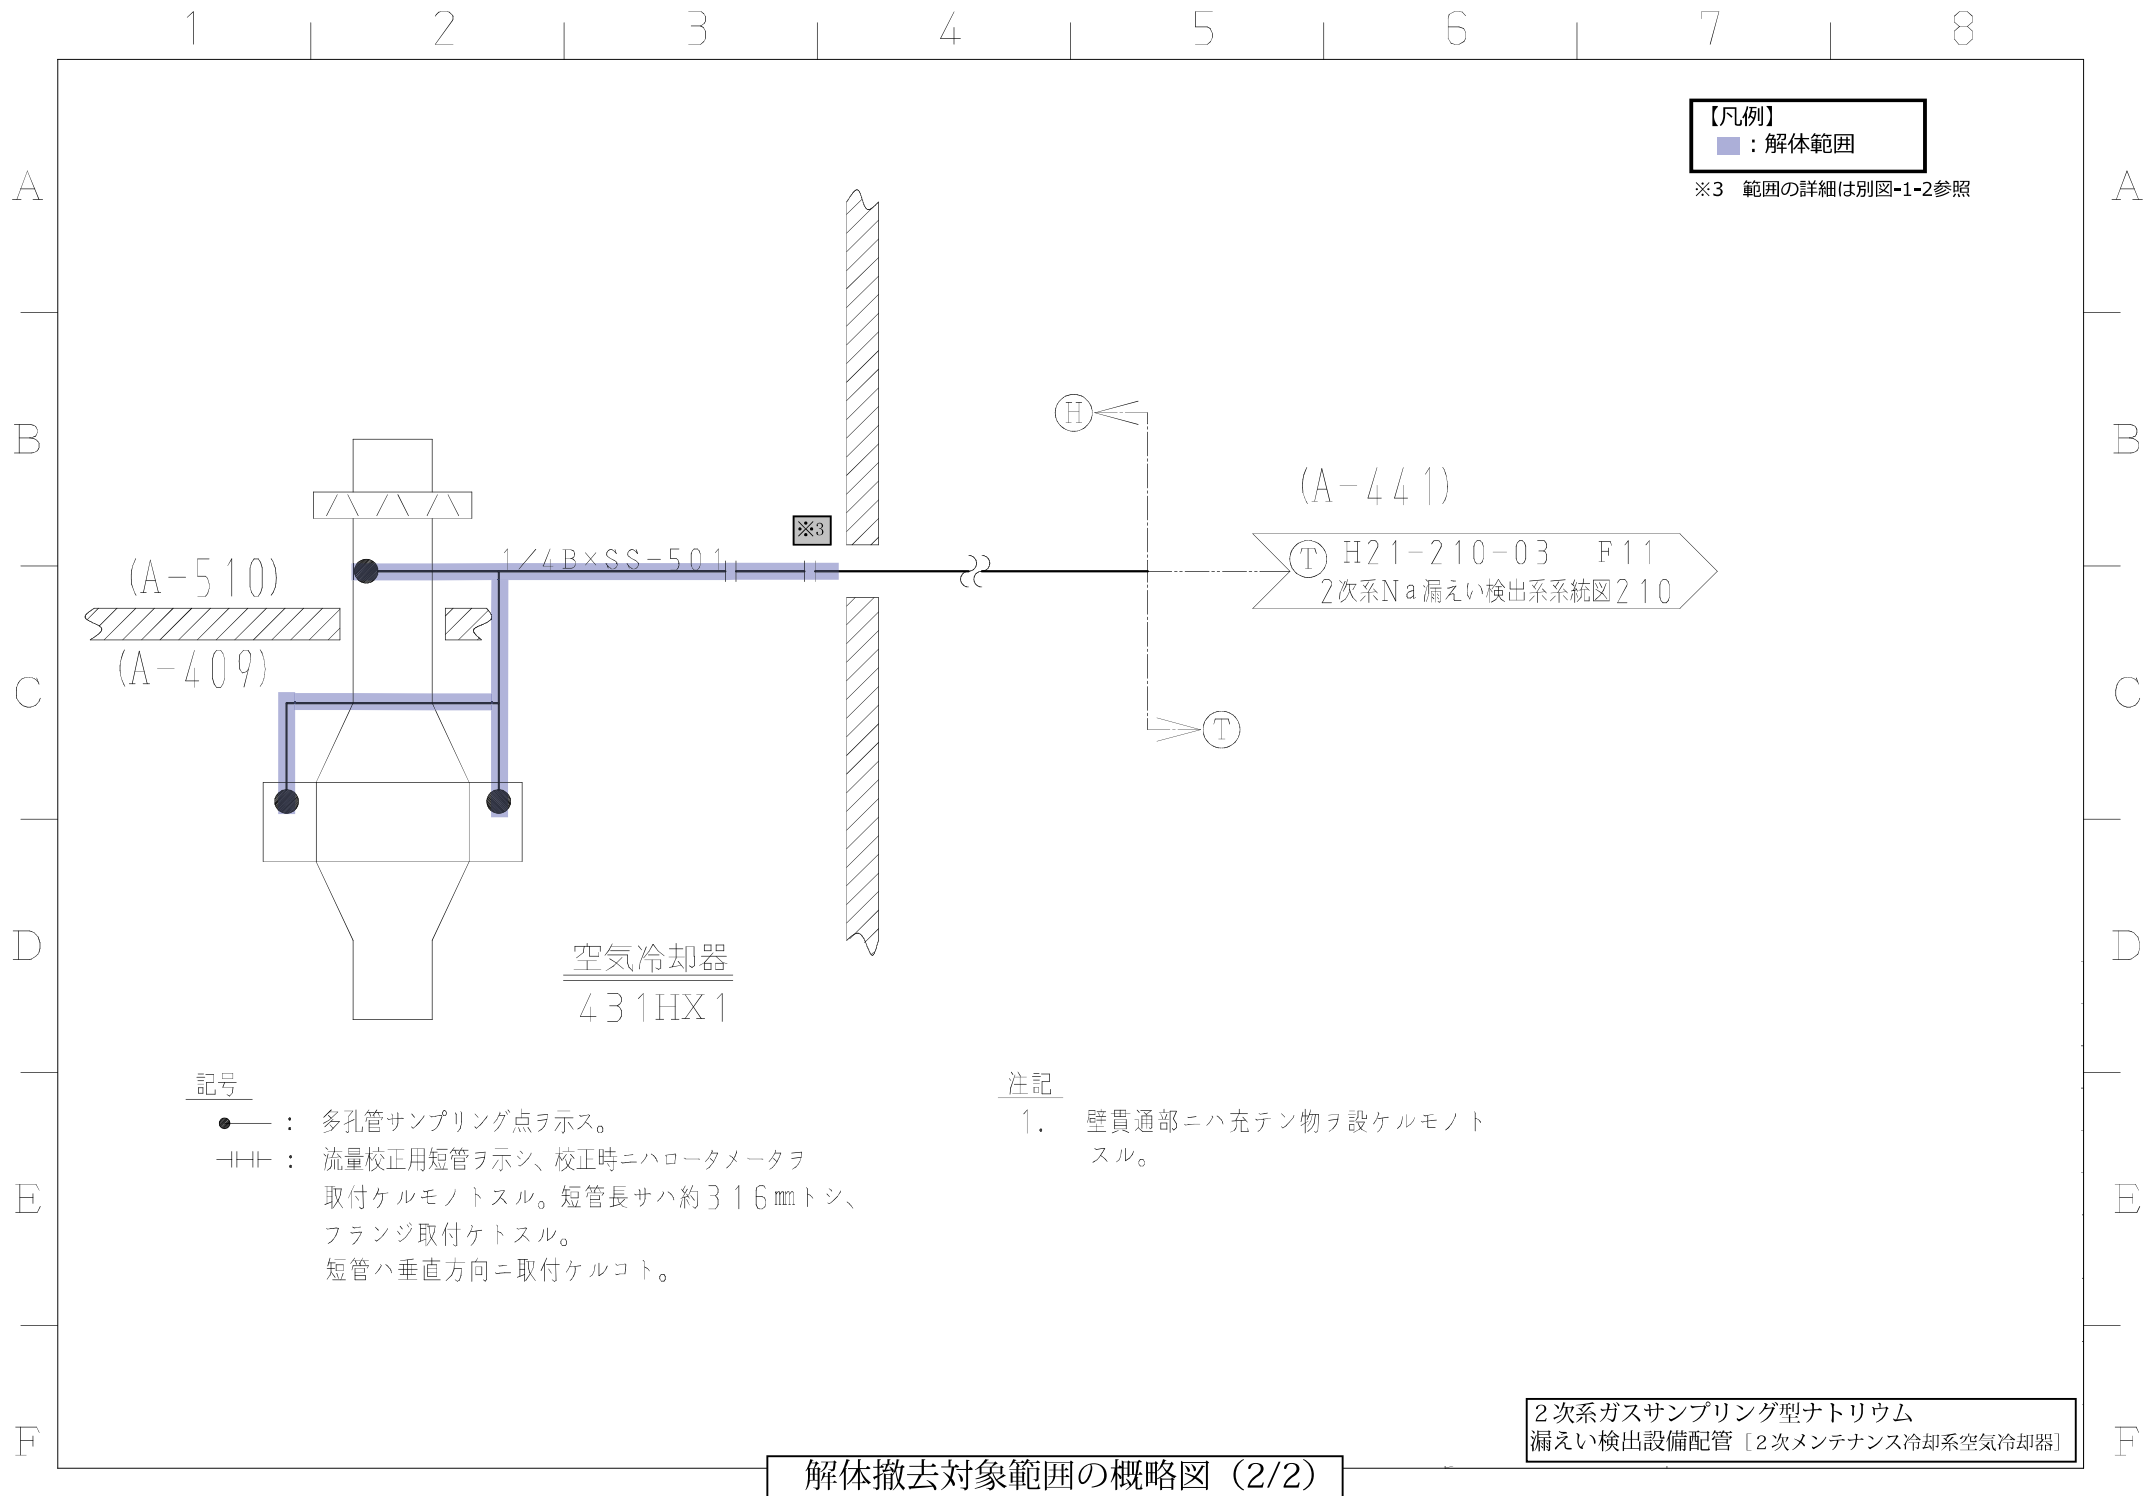 1 2 3 4 5 6 7 8
【凡例】
：解体範囲
※3 範囲の詳細は別図-1-2参照
A A
H
B B
(A-441)
※3
1/4B×SS-501
T H21-210-03 F11
2次系Na漏えい検出系系統図210
(A-510)
(A-409)
C C
T
D D
空気冷却器
431HX1
記号
： 多孔管サンプリング点ヲ示ス。
： 流量校正用短管ヲ示シ、校正時ニハロータメータヲ
取付ケルモノトスル。短管長サハ約316㎜トシ、
フランジ取付ケトスル。
短管ハ垂直方向ニ取付ケルコト。
注記
1. 壁貫通部ニハ充テン物ヲ設ケルモノト
スル。
E E
F F
2次系ガスサンプリング型ナトリウム
漏えい検出設備配管［2次メンテナンス冷却系空気冷却器］
解体撤去対象範囲の概略図（2/2）